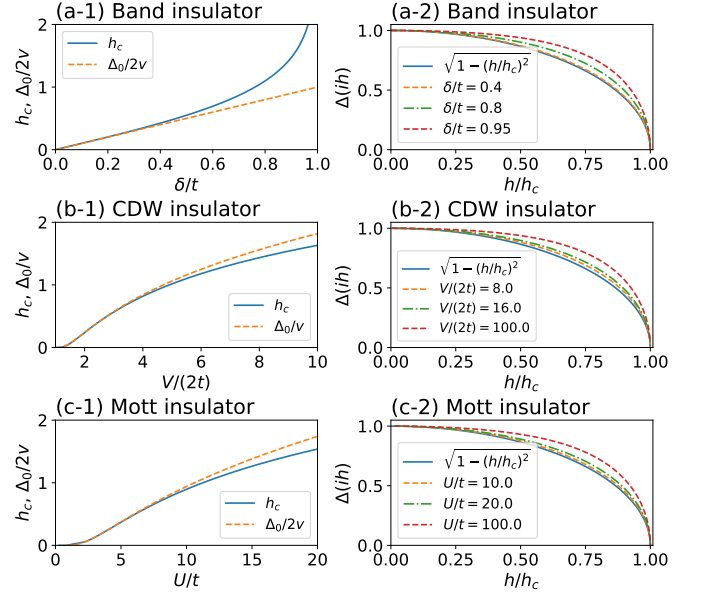 (a-1) Band insulator
h_c, Δ₀/2v
2
1
0
h_c
Δ₀/2v
0.0 0.2 0.4 0.6 0.8 1.0
δ/t
(a-2) Band insulator
Δ(ih)
1.0
0.5
0.0
√1 − (h/h_c)²
δ/t = 0.4
δ/t = 0.8
δ/t = 0.95
0.00 0.25 0.50 0.75 1.00
h/h_c
(b-1) CDW insulator
h_c, Δ₀/v
2
1
0
h_c
Δ₀/v
2 4 6 8 10
V/(2t)
(b-2) CDW insulator
Δ(ih)
1.0
0.5
0.0
√1 − (h/h_c)²
V/(2t) = 8.0
V/(2t) = 16.0
V/(2t) = 100.0
0.00 0.25 0.50 0.75 1.00
h/h_c
(c-1) Mott insulator
h_c, Δ₀/2v
2
1
0
h_c
Δ₀/2v
0 5 10 15 20
U/t
(c-2) Mott insulator
Δ(ih)
1.0
0.5
0.0
√1 − (h/h_c)²
U/t = 10.0
U/t = 20.0
U/t = 100.0
0.00 0.25 0.50 0.75 1.00
h/h_c